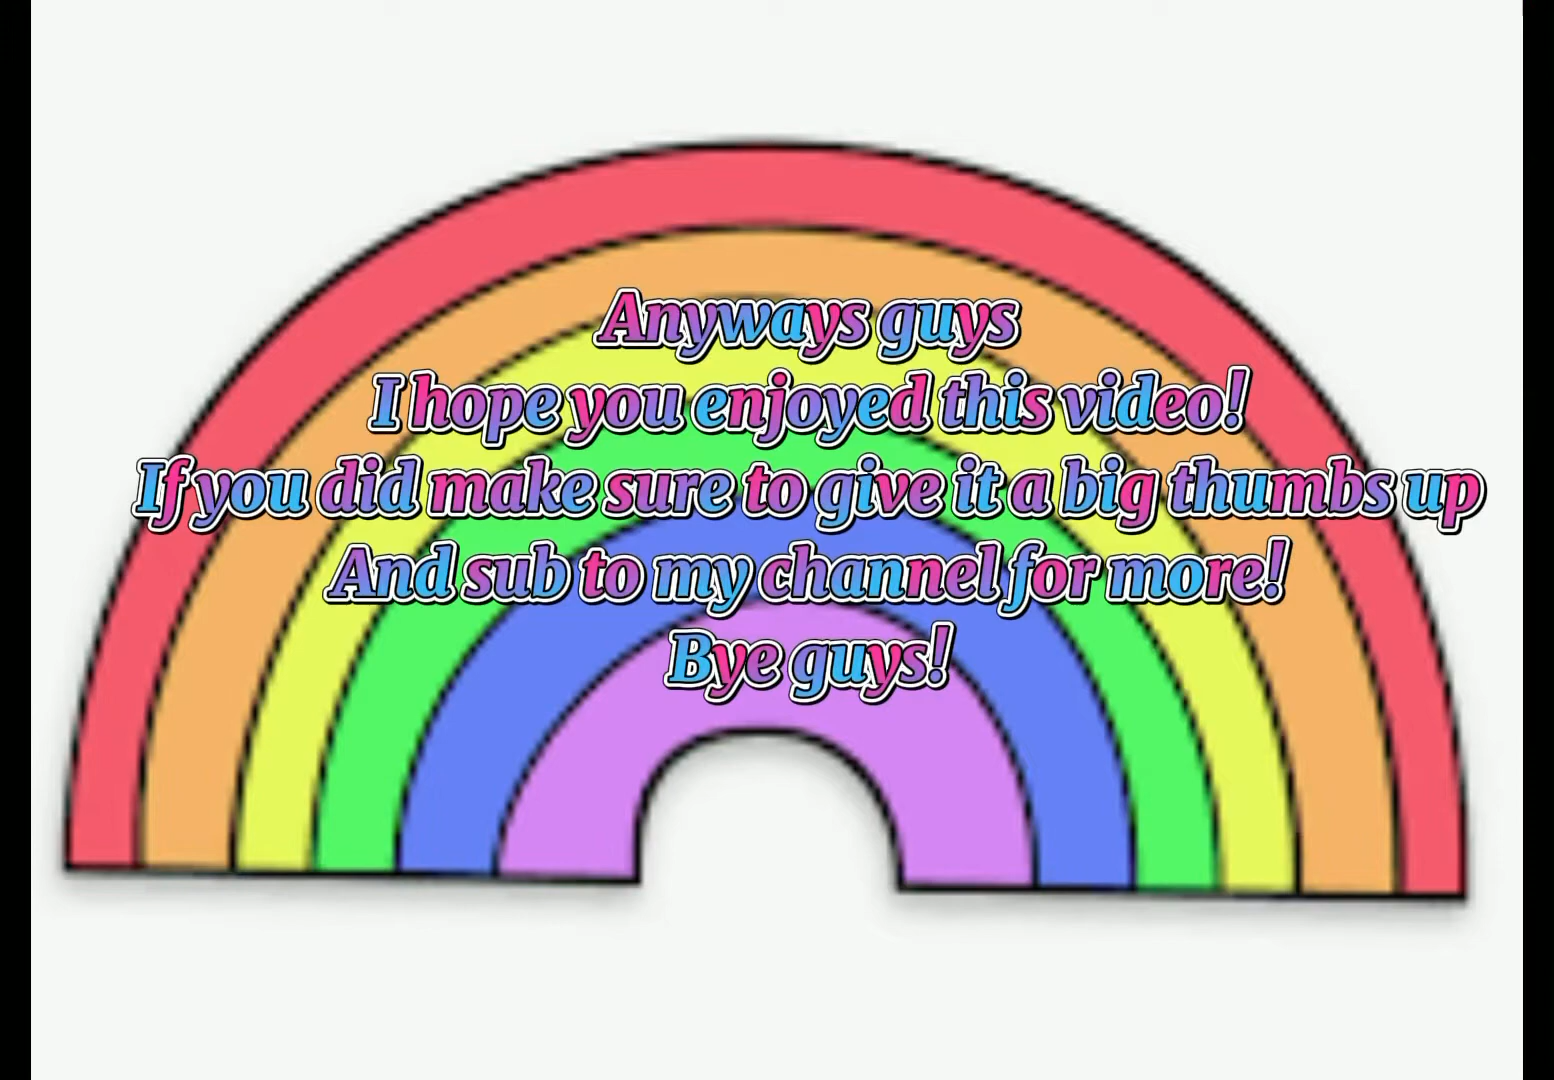 Anyways guys
I hope you enjoyed this video!
If you did make sure to give it a big thumbs up
And sub to my channel for more!
Bye guys!